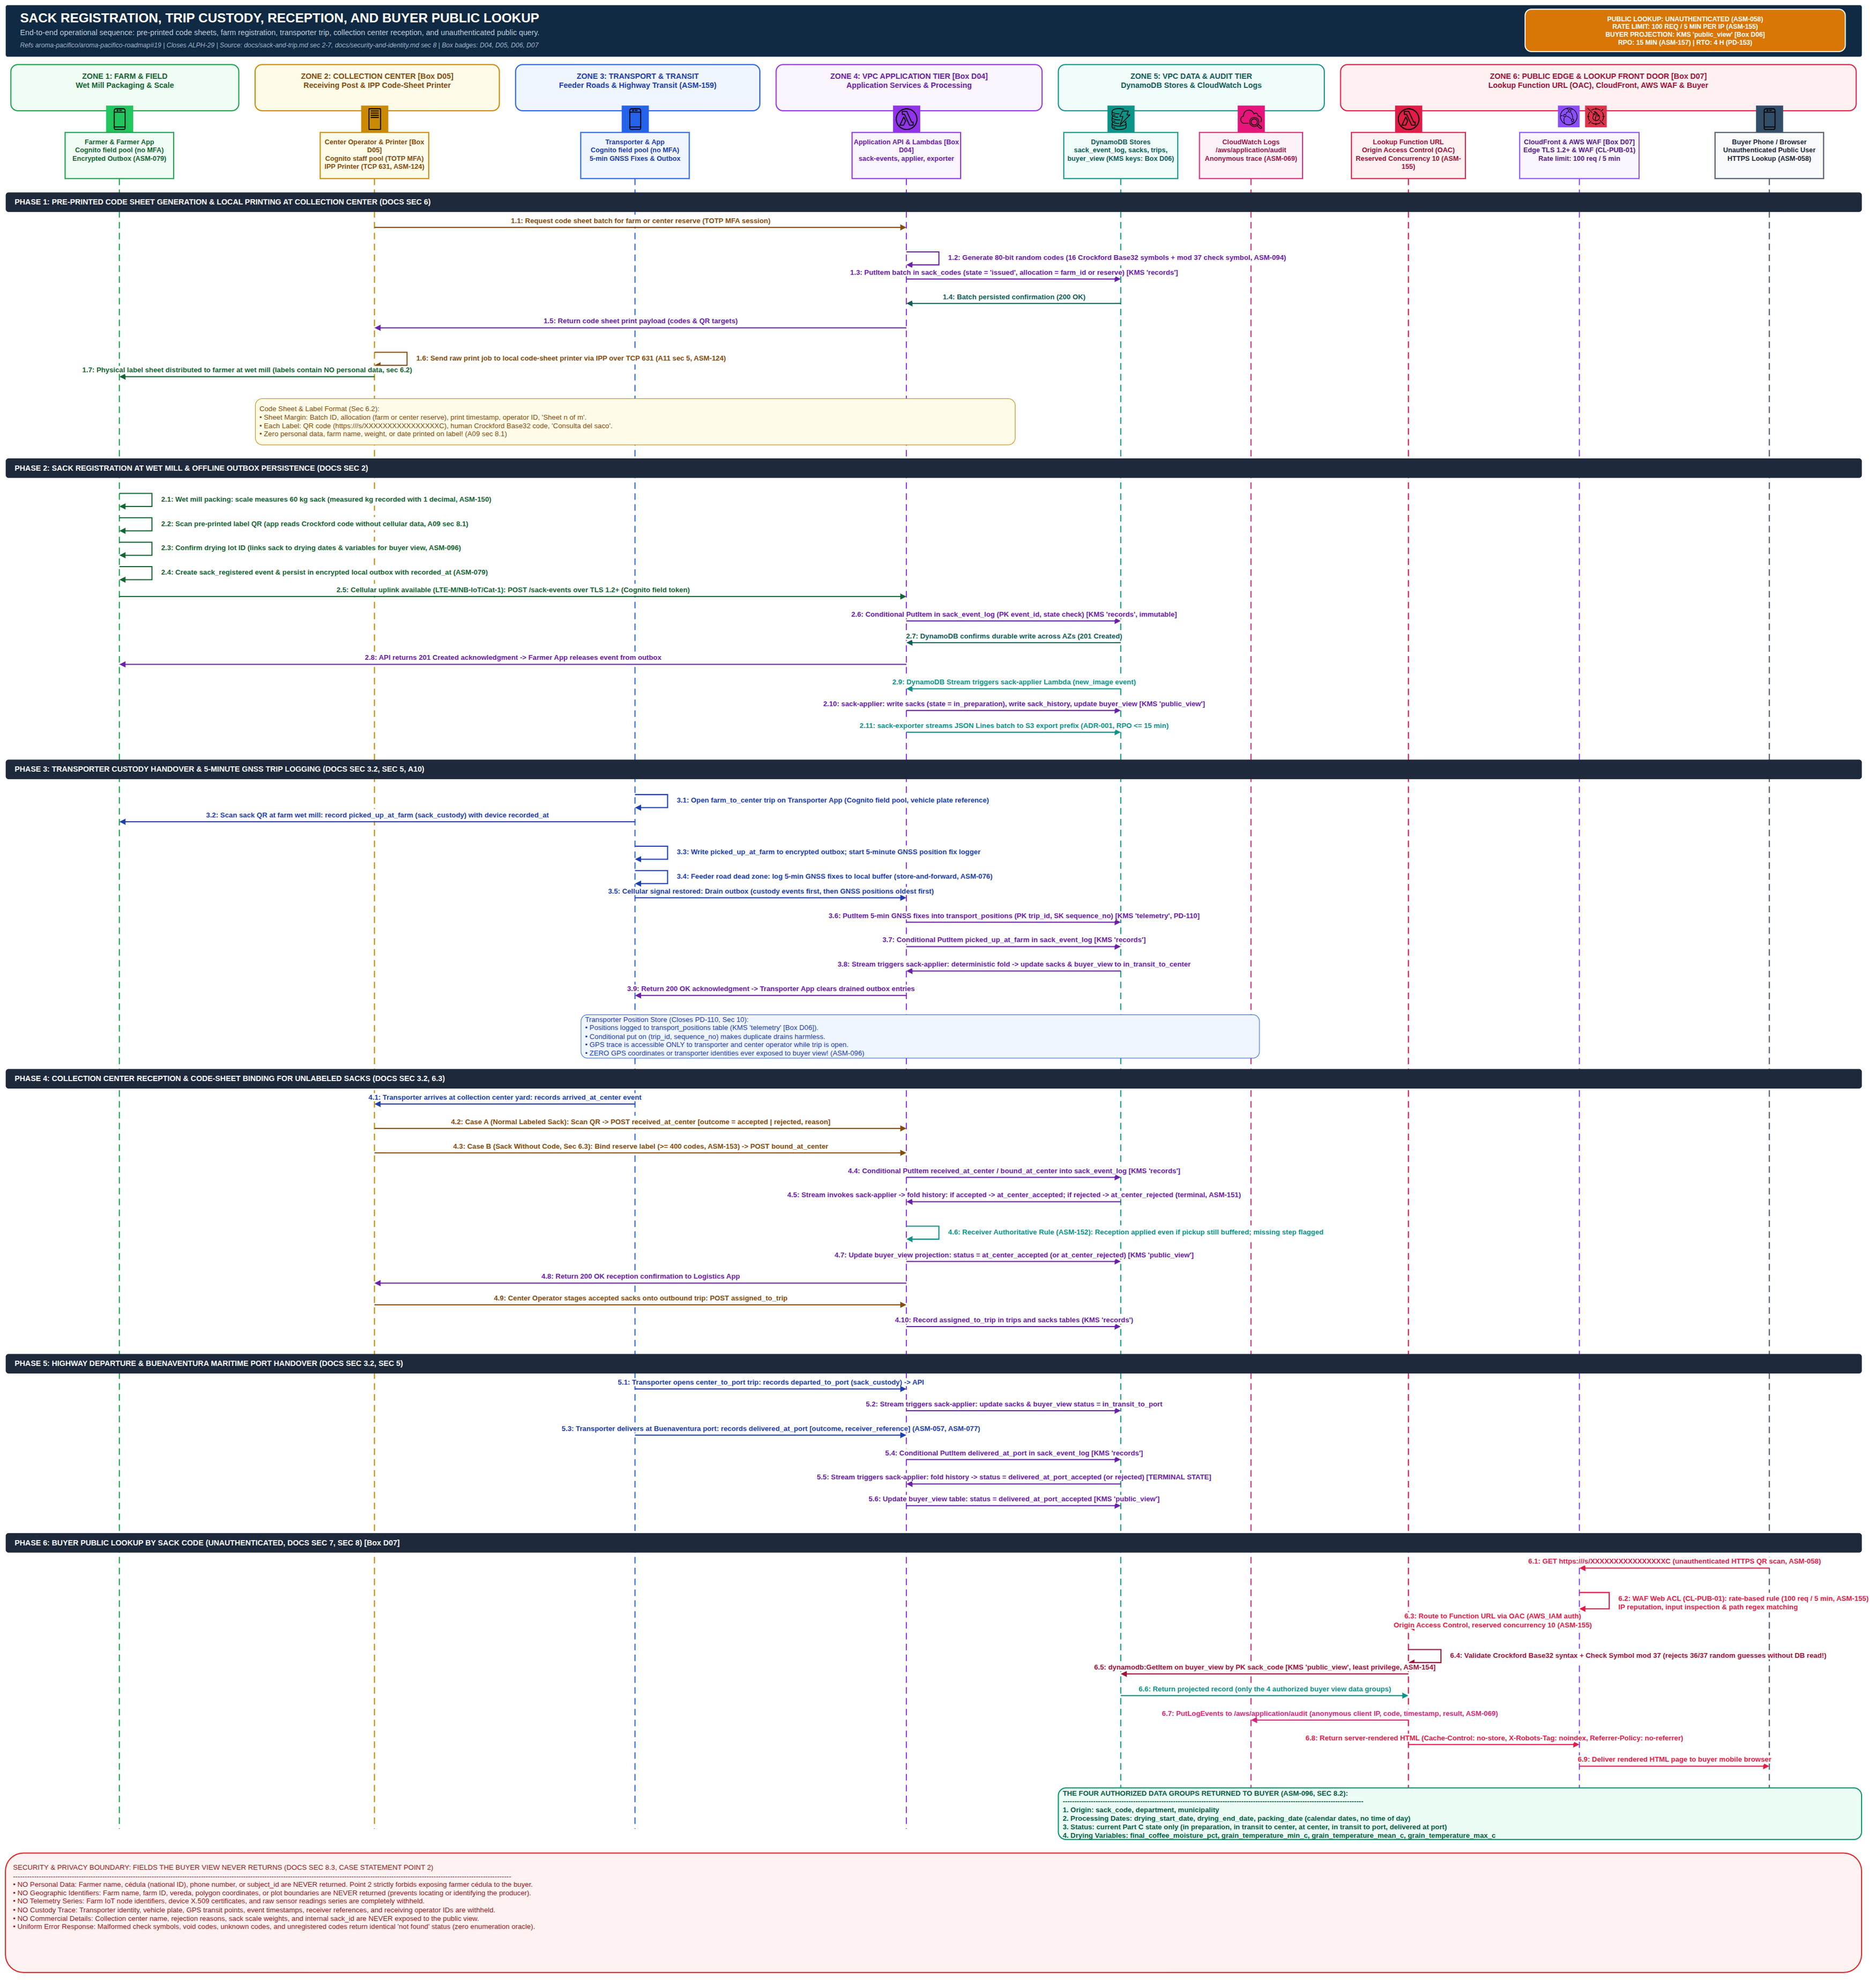 SACK REGISTRATION, TRIP CUSTODY, RECEPTION, AND BUYER PUBLIC LOOKUP
End-to-end operational sequence: pre-printed code sheets, farm registration, transporter transit, collection center reception, and unauthenticated public query.
Refs aroma-pacifico/aroma-pacifico-roadmap#19 | Closes ALPH-29 | Source: docs/sack-and-trip.md sec 2-7, docs/security-and-identity.md sec 8 | Box badges: D04, D05, D06, D07
PUBLIC LOOKUP: UNAUTHENTICATED (ASM-058)
RATE LIMIT: 100 REQ / 5 MIN PER IP (ASM-155)
BUYER PROJECTION: KMS 'public_view' [Box D06]
RPO: 15 MIN (ASM-157) | RTO: 4 H (PD-153)
ZONE 1: FARM & FIELD
Wet Mill Packaging & Scale
ZONE 2: COLLECTION CENTER [Box D05]
Receiving Post & IPP Code-Sheet Printer
ZONE 3: TRANSPORT & TRANSIT
Feeder Roads & Highway Transit (ASM-159)
ZONE 4: VPC APPLICATION TIER [Box D04]
Application Services & Processing
ZONE 5: VPC DATA & AUDIT TIER
DynamoDB Stores & CloudWatch Logs
ZONE 6: PUBLIC EDGE & LOOKUP FRONT DOOR [Box D07]
Lookup Function URL (OAC), CloudFront, AWS WAF & Buyer
Farmer & Farmer App
Cognito field pool (no MFA)
Encrypted Outbox (ASM-079)
Center Operator & Printer [Box
D05]
Cognito staff pool (TOTP MFA)
IPP Printer (TCP 631, ASM-124)
Transporter & App
Cognito field pool (no MFA)
5-min GNSS Fixes & Outbox
Application API & Lambdas [Box
D04]
sack-events, applier, exporter
DynamoDB Stores
sack_event_log, sacks, trips,
buyer_view (KMS keys: Box D06)
CloudWatch Logs
/aws/application/audit
Anonymous trace (ASM-069)
Lookup Function URL
Origin Access Control (OAC)
Reserved Concurrency 10 (ASM-
155)
CloudFront & AWS WAF [Box D07]
Edge TLS 1.2+ & WAF (CL-PUB-01)
Rate limit: 100 req / 5 min
Buyer Phone / Browser
Unauthenticated Public User
HTTPS Lookup (ASM-058)
PHASE 1: PRE-PRINTED CODE SHEET GENERATION & LOCAL PRINTING AT COLLECTION CENTER (DOCS SEC 6)
1.1: Request code sheet batch for farm or center reserve (TOTP MFA session)
1.2: Generate 80-bit random codes (16 Crockford Base32 symbols + mod 37 check symbol, ASM-094)
1.3: PutItem batch in sack_codes (state = 'issued', allocation = farm_id or reserve) [KMS 'records']
1.4: Batch persisted confirmation (200 OK)
1.5: Return code sheet print payload (codes & QR targets)
1.6: Send raw print job to local code-sheet printer via IPP over TCP 631 (A11 sec 5, ASM-124)
1.7: Physical label sheet distributed to farmer at wet mill (labels contain NO personal data, sec 6.2)
Code Sheet & Label Format (Sec 6.2):
• Sheet Margin: Batch ID, allocation (farm or center reserve), print timestamp, operator ID, 'Sheet n of m'.
• Each Label: QR code (https:///s/XXXXXXXXXXXXXXXXC), human Crockford Base32 code, 'Consulta del saco'.
• Zero personal data, farm name, weight, or date printed on label! (A09 sec 8.1)
PHASE 2: SACK REGISTRATION AT WET MILL & OFFLINE OUTBOX PERSISTENCE (DOCS SEC 2)
2.1: Wet mill packing: scale measures 60 kg sack (measured kg recorded with 1 decimal, ASM-150)
2.2: Scan pre-printed label QR (app reads Crockford code without cellular data, A09 sec 8.1)
2.3: Confirm drying lot ID (links sack to drying dates & variables for buyer view, ASM-096)
2.4: Create sack_registered event & persist in encrypted local outbox with recorded_at (ASM-079)
2.5: Cellular uplink available (LTE-M/NB-IoT/Cat-1): POST /sack-events over TLS 1.2+ (Cognito field token)
2.6: Conditional PutItem in sack_event_log (PK event_id, state check) [KMS 'records', immutable]
2.7: DynamoDB confirms durable write across AZs (201 Created)
2.8: API returns 201 Created acknowledgment -> Farmer App releases event from outbox
2.9: DynamoDB Stream triggers sack-applier Lambda (new_image event)
2.10: sack-applier: write sacks (state = in_preparation), write sack_history, update buyer_view [KMS 'public_view']
2.11: sack-exporter streams JSON Lines batch to S3 export prefix (ADR-001, RPO <= 15 min)
PHASE 3: TRANSPORTER CUSTODY HANDOVER & 5-MINUTE GNSS TRIP LOGGING (DOCS SEC 3.2, SEC 5, A10)
3.1: Open farm_to_center trip on Transporter App (Cognito field pool, vehicle plate reference)
3.2: Scan sack QR at farm wet mill: record picked_up_at_farm (sack_custody) with device recorded_at
3.3: Write picked_up_at_farm to encrypted outbox; start 5-minute GNSS position fix logger
3.4: Feeder road dead zone: log 5-min GNSS fixes to local buffer (store-and-forward, ASM-076)
3.5: Cellular signal restored: Drain outbox (custody events first, then GNSS positions oldest first)
3.6: PutItem 5-min GNSS fixes into transport_positions (PK trip_id, SK sequence_no) [KMS 'telemetry', PD-110]
3.7: Conditional PutItem picked_up_at_farm in sack_event_log [KMS 'records']
3.8: Stream triggers sack-applier: deterministic fold -> update sacks & buyer_view to in_transit_to_center
3.9: Return 200 OK acknowledgment -> Transporter App clears drained outbox entries
Transporter Position Store (Closes PD-110, Sec 10):
• Positions logged to transport_positions table (KMS 'telemetry' [Box D06]).
• Conditional put on (trip_id, sequence_no) makes duplicate drains harmless.
• GPS trace is accessible ONLY to transporter and center operator while trip is open.
• ZERO GPS coordinates or transporter identities ever exposed to buyer view! (ASM-096)
PHASE 4: COLLECTION CENTER RECEPTION & CODE-SHEET BINDING FOR UNLABELED SACKS (DOCS SEC 3.2, 6.3)
4.1: Transporter arrives at collection center yard: records arrived_at_center event
4.2: Case A (Normal Labeled Sack): Scan QR -> POST received_at_center [outcome = accepted | rejected, reason]
4.3: Case B (Sack Without Code, Sec 6.3): Bind reserve label (>= 400 codes, ASM-153) -> POST bound_at_center
4.4: Conditional PutItem received_at_center / bound_at_center into sack_event_log [KMS 'records']
4.5: Stream invokes sack-applier -> fold history: if accepted -> at_center_accepted; if rejected -> at_center_rejected (terminal, ASM-151)
4.6: Receiver Authoritative Rule (ASM-152): Reception applied even if pickup still buffered; missing step flagged
4.7: Update buyer_view projection: status = at_center_accepted (or at_center_rejected) [KMS 'public_view']
4.8: Return 200 OK reception confirmation to Logistics App
4.9: Center Operator stages accepted sacks onto outbound trip: POST assigned_to_trip
4.10: Record assigned_to_trip in trips and sacks tables (KMS 'records')
PHASE 5: HIGHWAY DEPARTURE & BUENAVENTURA MARITIME PORT HANDOVER (DOCS SEC 3.2, SEC 5)
5.1: Transporter opens center_to_port trip: records departed_to_port (sack_custody) -> API
5.2: Stream triggers sack-applier: update sacks & buyer_view status = in_transit_to_port
5.3: Transporter delivers at Buenaventura port: records delivered_at_port [outcome, receiver_reference] (ASM-057, ASM-077)
5.4: Conditional PutItem delivered_at_port in sack_event_log [KMS 'records']
5.5: Stream triggers sack-applier: fold history -> status = delivered_at_port_accepted (or rejected) [TERMINAL STATE]
5.6: Update buyer_view table: status = delivered_at_port_accepted [KMS 'public_view']
PHASE 6: BUYER PUBLIC LOOKUP BY SACK CODE (UNAUTHENTICATED, DOCS SEC 7, SEC 8) [Box D07]
6.1: GET https:///s/XXXXXXXXXXXXXXXXC (unauthenticated HTTPS QR scan, ASM-058)
6.2: WAF Web ACL (CL-PUB-01): rate-based rule (100 req / 5 min, ASM-155)
IP reputation, input inspection & path regex matching
6.3: Route to Function URL via OAC (AWS_IAM auth)
Origin Access Control, reserved concurrency 10 (ASM-155)
6.4: Validate Crockford Base32 syntax + Check Symbol mod 37 (rejects 36/37 random guesses without DB read!)
6.5: dynamodb:GetItem on buyer_view by PK sack_code [KMS 'public_view', least privilege, ASM-154]
6.6: Return projected record (only the 4 authorized buyer view data groups)
6.7: PutLogEvents to /aws/application/audit (anonymous client IP, code, timestamp, result, ASM-069)
6.8: Return server-rendered HTML (Cache-Control: no-store, X-Robots-Tag: noindex, Referrer-Policy: no-referrer)
6.9: Deliver rendered HTML page to buyer mobile browser
THE FOUR AUTHORIZED DATA GROUPS RETURNED TO BUYER (ASM-096, SEC 8.2):
1. Origin: sack_code, department, municipality
2. Processing Dates: drying_start_date, drying_end_date, packing_date (calendar dates, no time of day)
3. Status: current Part C state only (in preparation, in transit to center, at center, in transit to port, delivered at port)
4. Drying Variables: final_coffee_moisture_pct, grain_temperature_min_c, grain_temperature_mean_c, grain_temperature_max_c
SECURITY & PRIVACY BOUNDARY: FIELDS THE BUYER VIEW NEVER RETURNS (DOCS SEC 8.3, CASE STATEMENT POINT 2)
• NO Personal Data: Farmer name, cédula (national ID), phone number, or subject_id are NEVER returned. Point 2 strictly forbids exposing farmer cédula to the buyer.
• NO Geographic Identifiers: Farm name, farm ID, vereda, polygon coordinates, or plot boundaries are NEVER returned (prevents locating or identifying the producer).
• NO Telemetry Series: Farm IoT node identifiers, device X.509 certificates, and raw sensor readings series are completely withheld.
• NO Custody Trace: Transporter identity, vehicle plate, GPS transit points, event timestamps, receiver references, and receiving operator IDs are withheld.
• NO Commercial Details: Collection center name, rejection reasons, sack scale weights, and internal sack_id are NEVER exposed to the public view.
• Uniform Error Response: Malformed check symbols, void codes, unknown codes, and unregistered codes return identical 'not found' status (zero enumeration oracle).